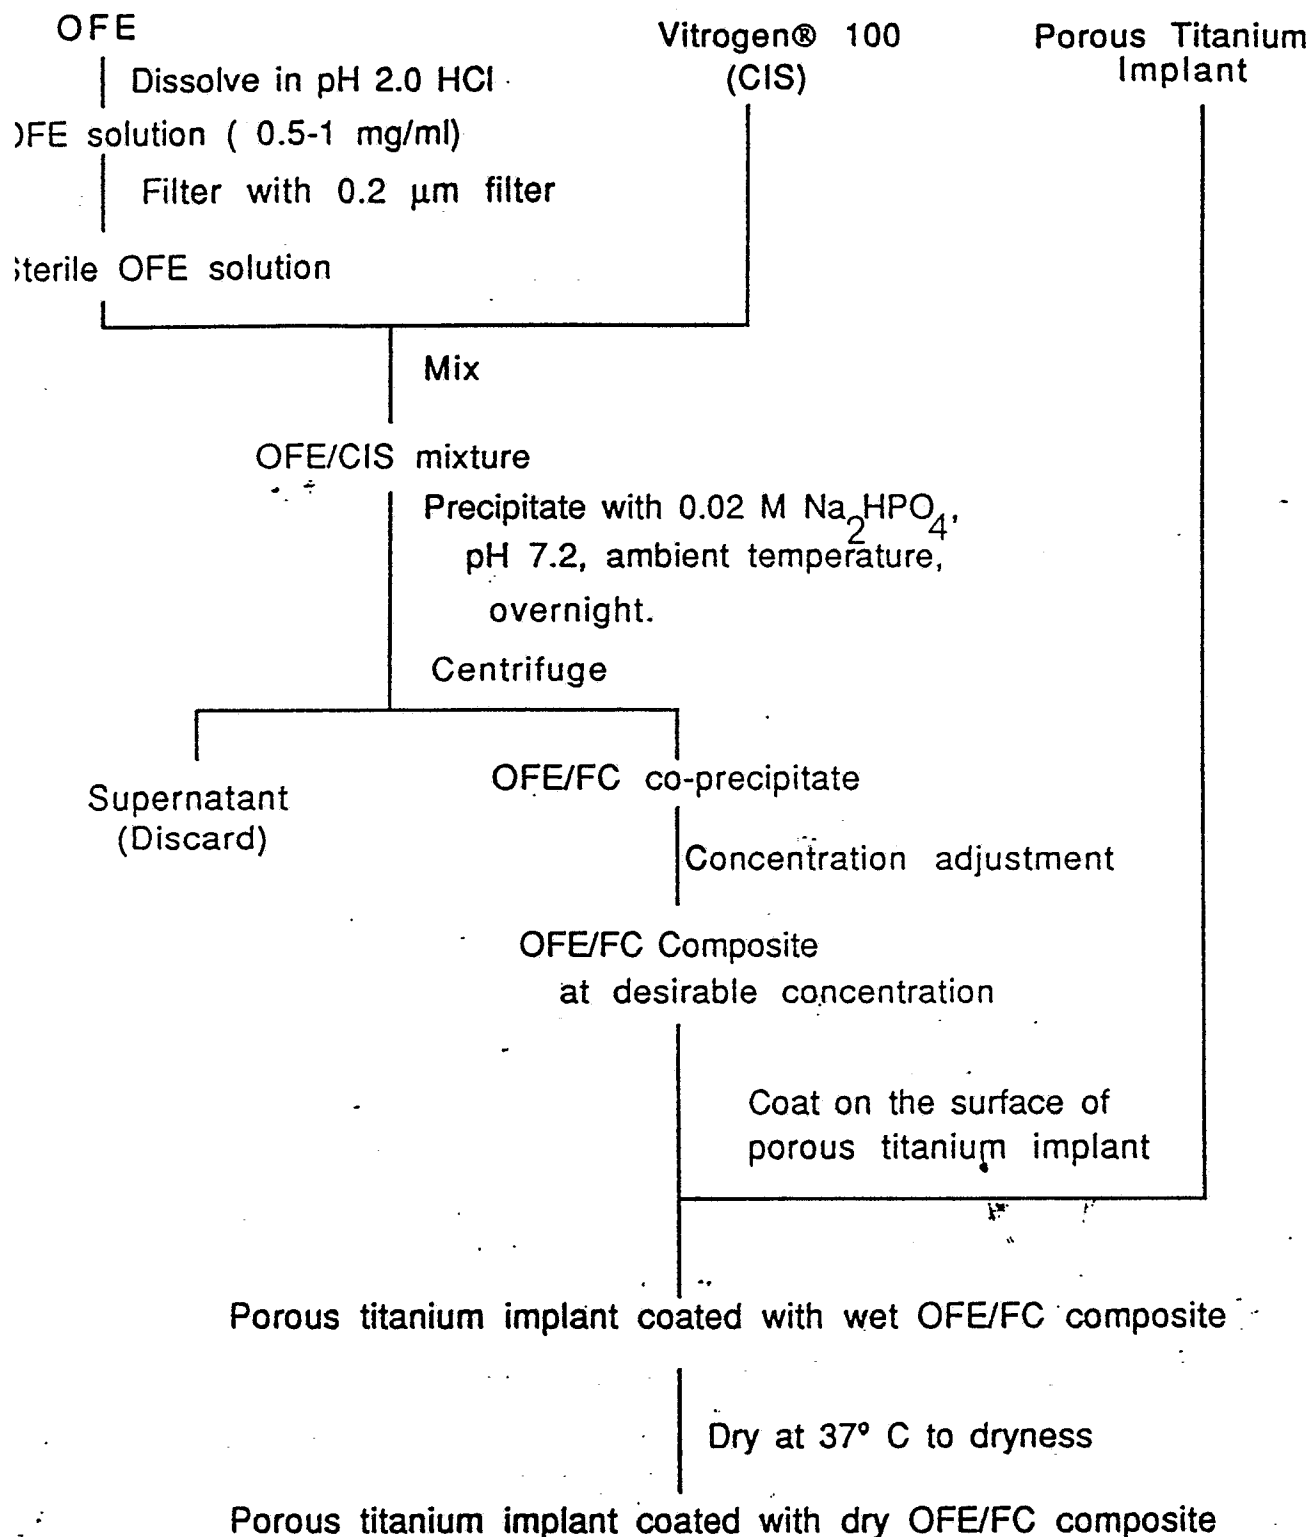 OFE
Vitrogen® 100
(CIS)
Porous Titanium
Implant
Dissolve in pH 2.0 HCl
OFE solution ( 0.5-1 mg/ml)
Filter with 0.2 µm filter
Sterile OFE solution
Mix
OFE/CIS mixture
Precipitate with 0.02 M Na2HPO4,
pH 7.2, ambient temperature,
overnight.
Centrifuge
Supernatant
(Discard)
OFE/FC co-precipitate
Concentration adjustment
OFE/FC Composite
at desirable concentration
Coat on the surface of
porous titanium implant
Porous titanium implant coated with wet OFE/FC composite
Dry at 37º C to dryness
Porous titanium implant coated with dry OFE/FC composite